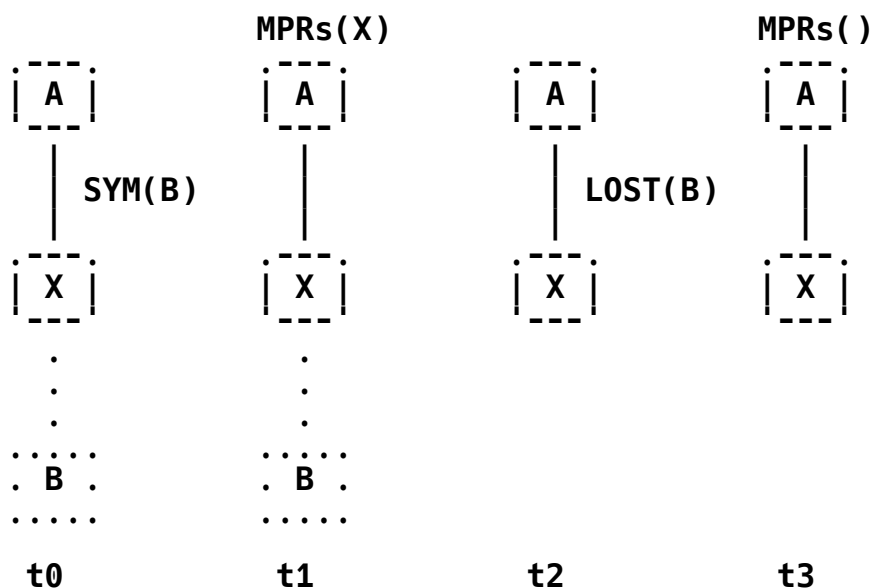 MPRs(X) MPRs()
A A A A
SYM(B) LOST(B)
X X X X
B B
t0 t1 t2 t3